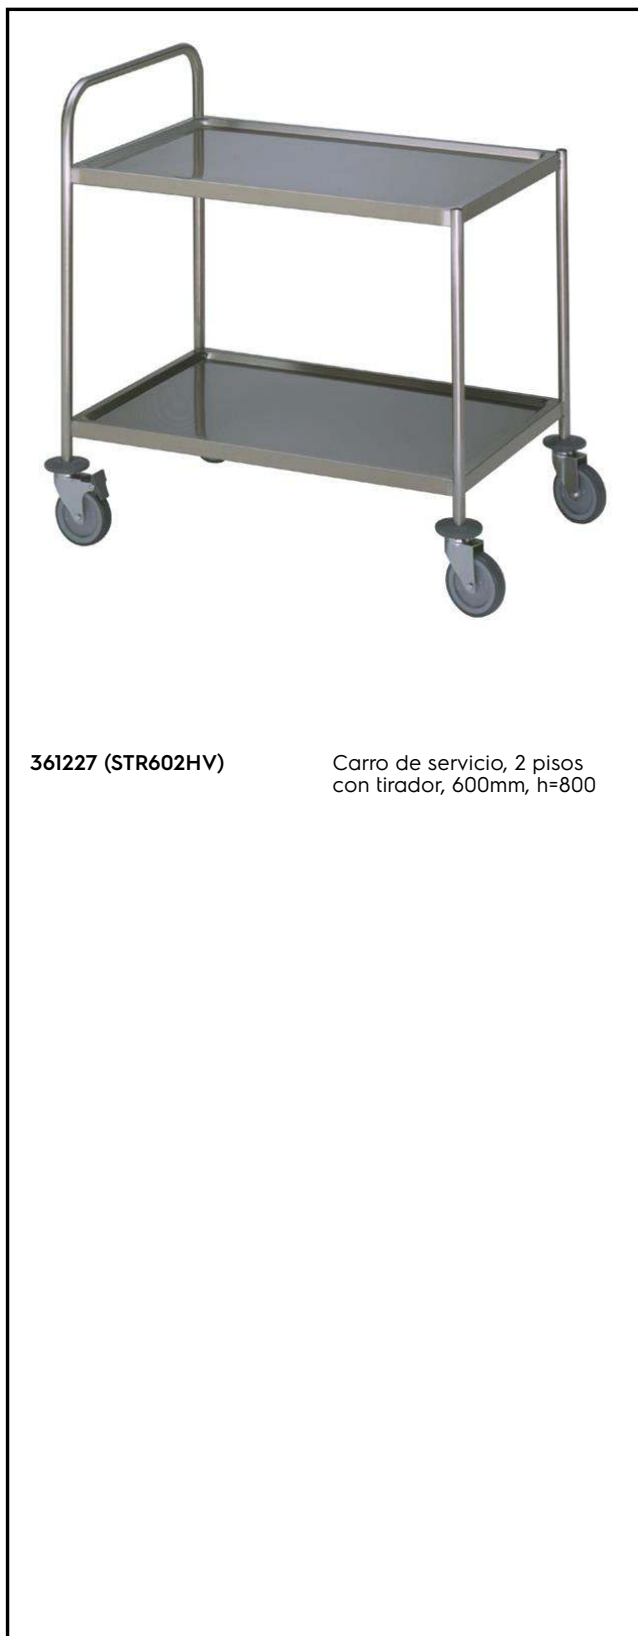 361227 (STR602HV)
Carro de servicio, 2 pisos
con tirador, 600mm, h=800